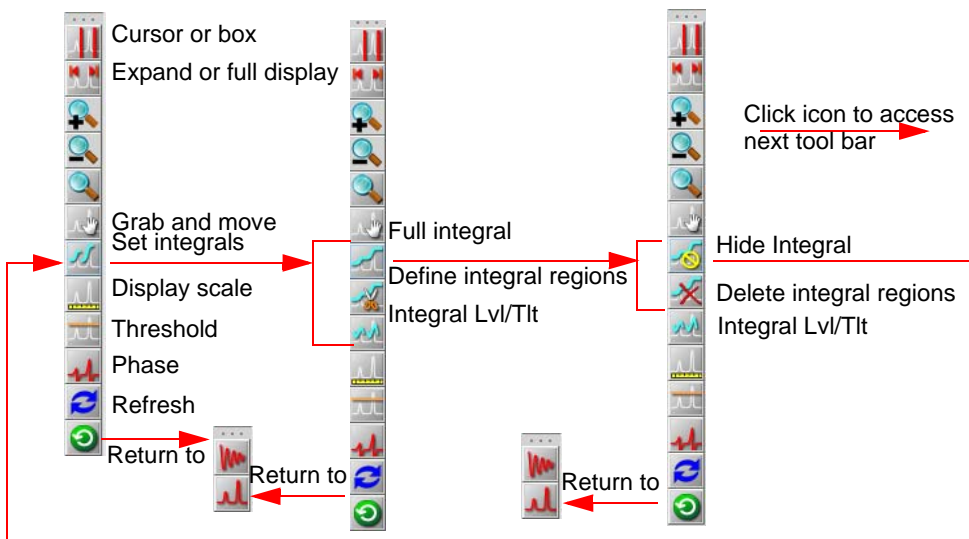 Cursor or box
Expand or full display
Grab and move
Set integrals
Display scale
Threshold
Phase
Refresh
Return to
Full integral
Define integral regions
Integral Lvl/Tlt
Return to
Click icon to access
next tool bar
Hide Integral
Delete integral regions
Integral Lvl/Tlt
Return to